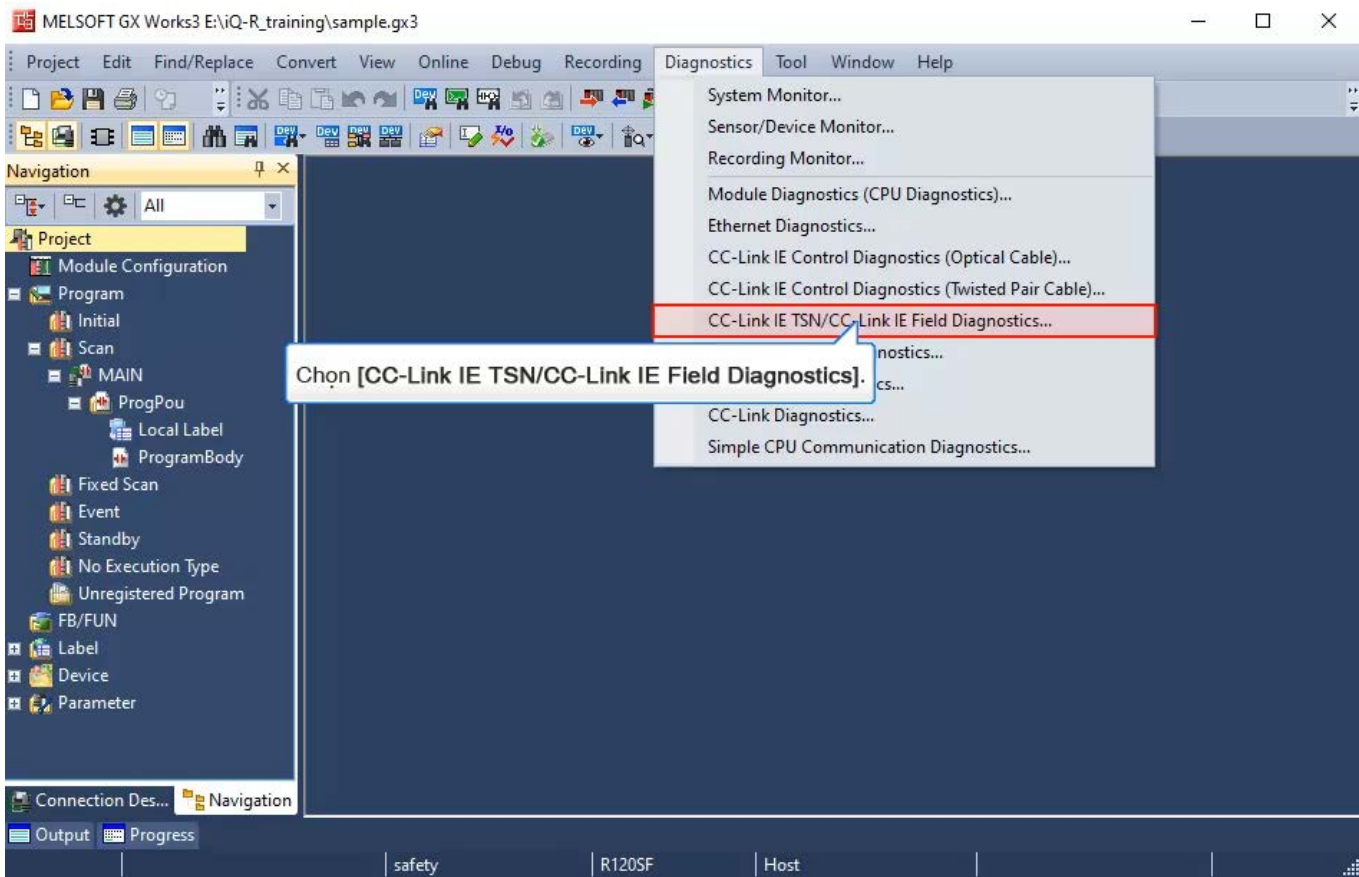 MELSOFT GX Works3 E:\iQ-R_training\sample.gx3
Project Edit Find/Replace Convert View Online Debug Recording Diagnostics Tool Window Help
System Monitor...
Sensor/Device Monitor...
Recording Monitor...
Module Diagnostics (CPU Diagnostics)...
Ethernet Diagnostics...
CC-Link IE Control Diagnostics (Optical Cable)...
CC-Link IE Control Diagnostics (Twisted Pair Cable)...
CC-Link IE TSN/CC-Link IE Field Diagnostics...
nostics...
cs...
CC-Link Diagnostics...
Simple CPU Communication Diagnostics...
Chọn [CC-Link IE TSN/CC-Link IE Field Diagnostics].
Navigation
All
Project
Module Configuration
Program
Initial
Scan
MAIN
ProgPou
Local Label
ProgramBody
Fixed Scan
Event
Standby
No Execution Type
Unregistered Program
FB/FUN
Label
Device
Parameter
Connection Des... Navigation
Output Progress
safety R120SF Host